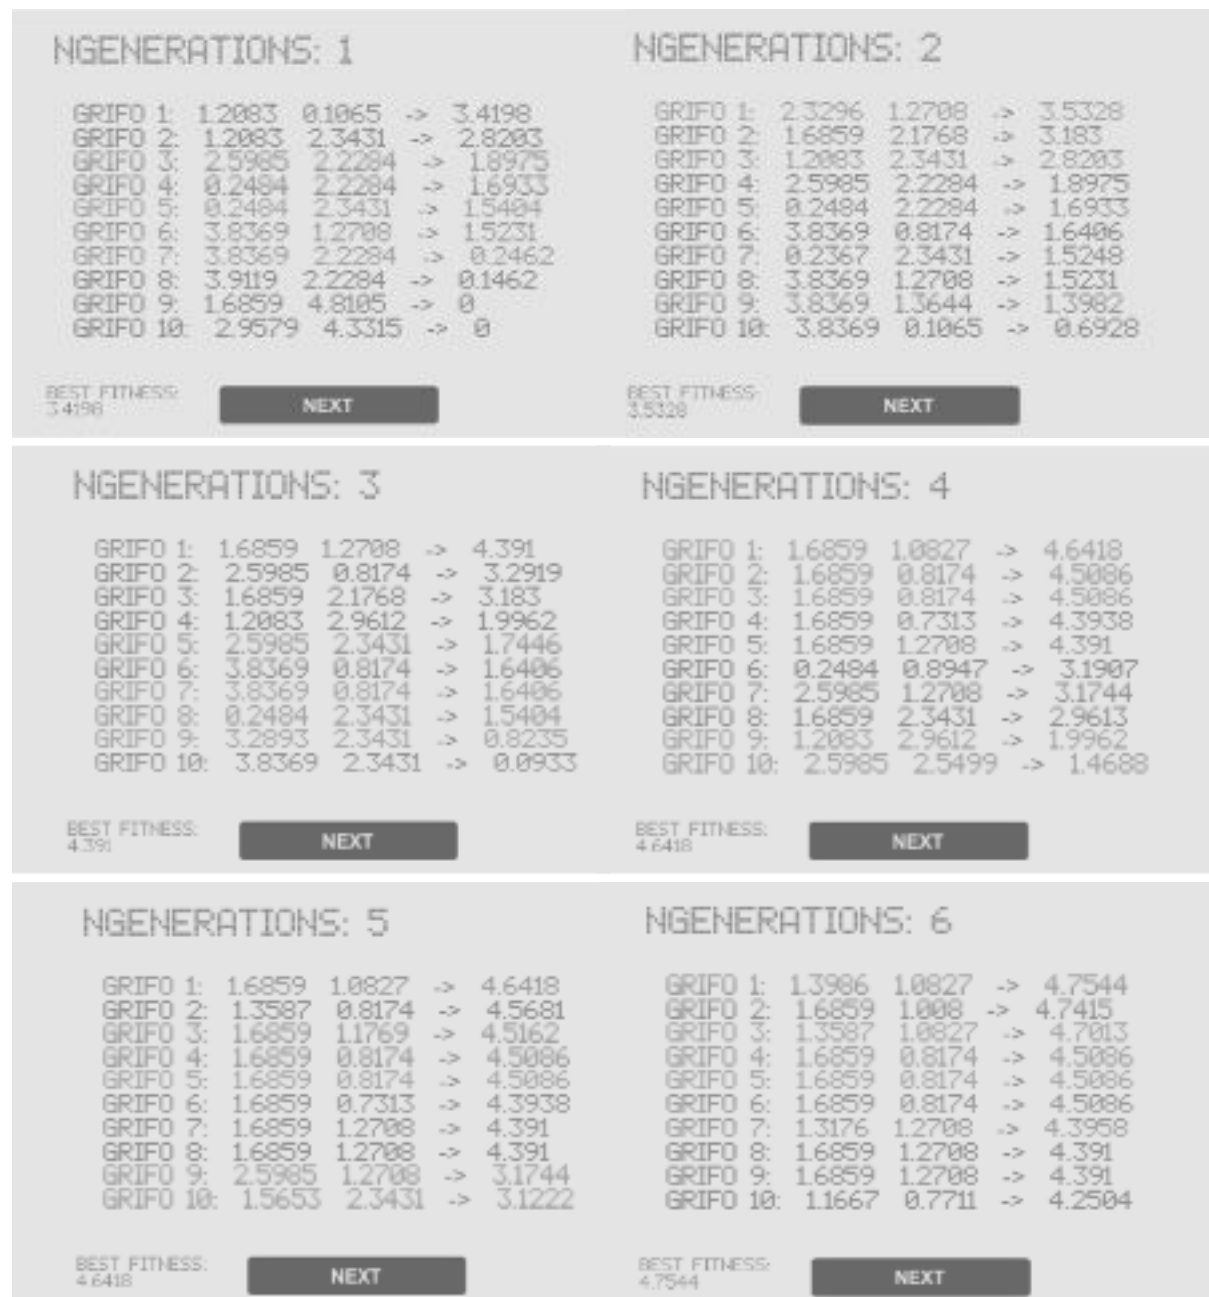 NGENERATIONS: 1
GRIFO 1: 1.2083 0.1065 -> 3.4198
GRIFO 2: 1.2083 2.3431 -> 2.8203
GRIFO 3: 2.5985 2.2284 -> 1.8975
GRIFO 4: 0.2484 2.2284 -> 1.6933
GRIFO 5: 0.2484 2.3431 -> 1.5404
GRIFO 6: 3.8369 1.2708 -> 1.5231
GRIFO 7: 3.8369 2.2284 -> 0.2462
GRIFO 8: 3.9119 2.2284 -> 0.1462
GRIFO 9: 1.6859 4.8105 -> 0
GRIFO 10: 2.9579 4.3315 -> 0
BEST FITNESS:
3.4198
NEXT
NGENERATIONS: 2
GRIFO 1: 2.3296 1.2708 -> 3.5328
GRIFO 2: 1.6859 2.1768 -> 3.183
GRIFO 3: 1.2083 2.3431 -> 2.8203
GRIFO 4: 2.5985 2.2284 -> 1.8975
GRIFO 5: 0.2484 2.2284 -> 1.6933
GRIFO 6: 3.8369 0.8174 -> 1.6406
GRIFO 7: 0.2367 2.3431 -> 1.5248
GRIFO 8: 3.8369 1.2708 -> 1.5231
GRIFO 9: 3.8369 1.3644 -> 1.3982
GRIFO 10: 3.8369 0.1065 -> 0.6928
BEST FITNESS:
3.5328
NEXT
NGENERATIONS: 3
GRIFO 1: 1.6859 1.2708 -> 4.391
GRIFO 2: 2.5985 0.8174 -> 3.2919
GRIFO 3: 1.6859 2.1768 -> 3.183
GRIFO 4: 1.2083 2.9612 -> 1.9962
GRIFO 5: 2.5985 2.3431 -> 1.7446
GRIFO 6: 3.8369 0.8174 -> 1.6406
GRIFO 7: 3.8369 0.8174 -> 1.6406
GRIFO 8: 0.2484 2.3431 -> 1.5404
GRIFO 9: 3.2893 2.3431 -> 0.8235
GRIFO 10: 3.8369 2.3431 -> 0.0933
BEST FITNESS:
4.391
NEXT
NGENERATIONS: 4
GRIFO 1: 1.6859 1.0827 -> 4.6418
GRIFO 2: 1.6859 0.8174 -> 4.5086
GRIFO 3: 1.6859 0.8174 -> 4.5086
GRIFO 4: 1.6859 0.7313 -> 4.3938
GRIFO 5: 1.6859 1.2708 -> 4.391
GRIFO 6: 0.2484 0.8947 -> 3.1907
GRIFO 7: 2.5985 1.2708 -> 3.1744
GRIFO 8: 1.6859 2.3431 -> 2.9613
GRIFO 9: 1.2083 2.9612 -> 1.9962
GRIFO 10: 2.5985 2.5499 -> 1.4688
BEST FITNESS:
4.6418
NEXT
NGENERATIONS: 5
GRIFO 1: 1.6859 1.0827 -> 4.6418
GRIFO 2: 1.3587 0.8174 -> 4.5681
GRIFO 3: 1.6859 1.1769 -> 4.5162
GRIFO 4: 1.6859 0.8174 -> 4.5086
GRIFO 5: 1.6859 0.8174 -> 4.5086
GRIFO 6: 1.6859 0.7313 -> 4.3938
GRIFO 7: 1.6859 1.2708 -> 4.391
GRIFO 8: 1.6859 1.2708 -> 4.391
GRIFO 9: 2.5985 1.2708 -> 3.1744
GRIFO 10: 1.5653 2.3431 -> 3.1222
BEST FITNESS:
4.6418
NEXT
NGENERATIONS: 6
GRIFO 1: 1.3986 1.0827 -> 4.7544
GRIFO 2: 1.6859 1.008 -> 4.7415
GRIFO 3: 1.3587 1.0827 -> 4.7013
GRIFO 4: 1.6859 0.8174 -> 4.5086
GRIFO 5: 1.6859 0.8174 -> 4.5086
GRIFO 6: 1.6859 0.8174 -> 4.5086
GRIFO 7: 1.3176 1.2708 -> 4.3958
GRIFO 8: 1.6859 1.2708 -> 4.391
GRIFO 9: 1.6859 1.2708 -> 4.391
GRIFO 10: 1.1667 0.7711 -> 4.2504
BEST FITNESS:
4.7544
NEXT